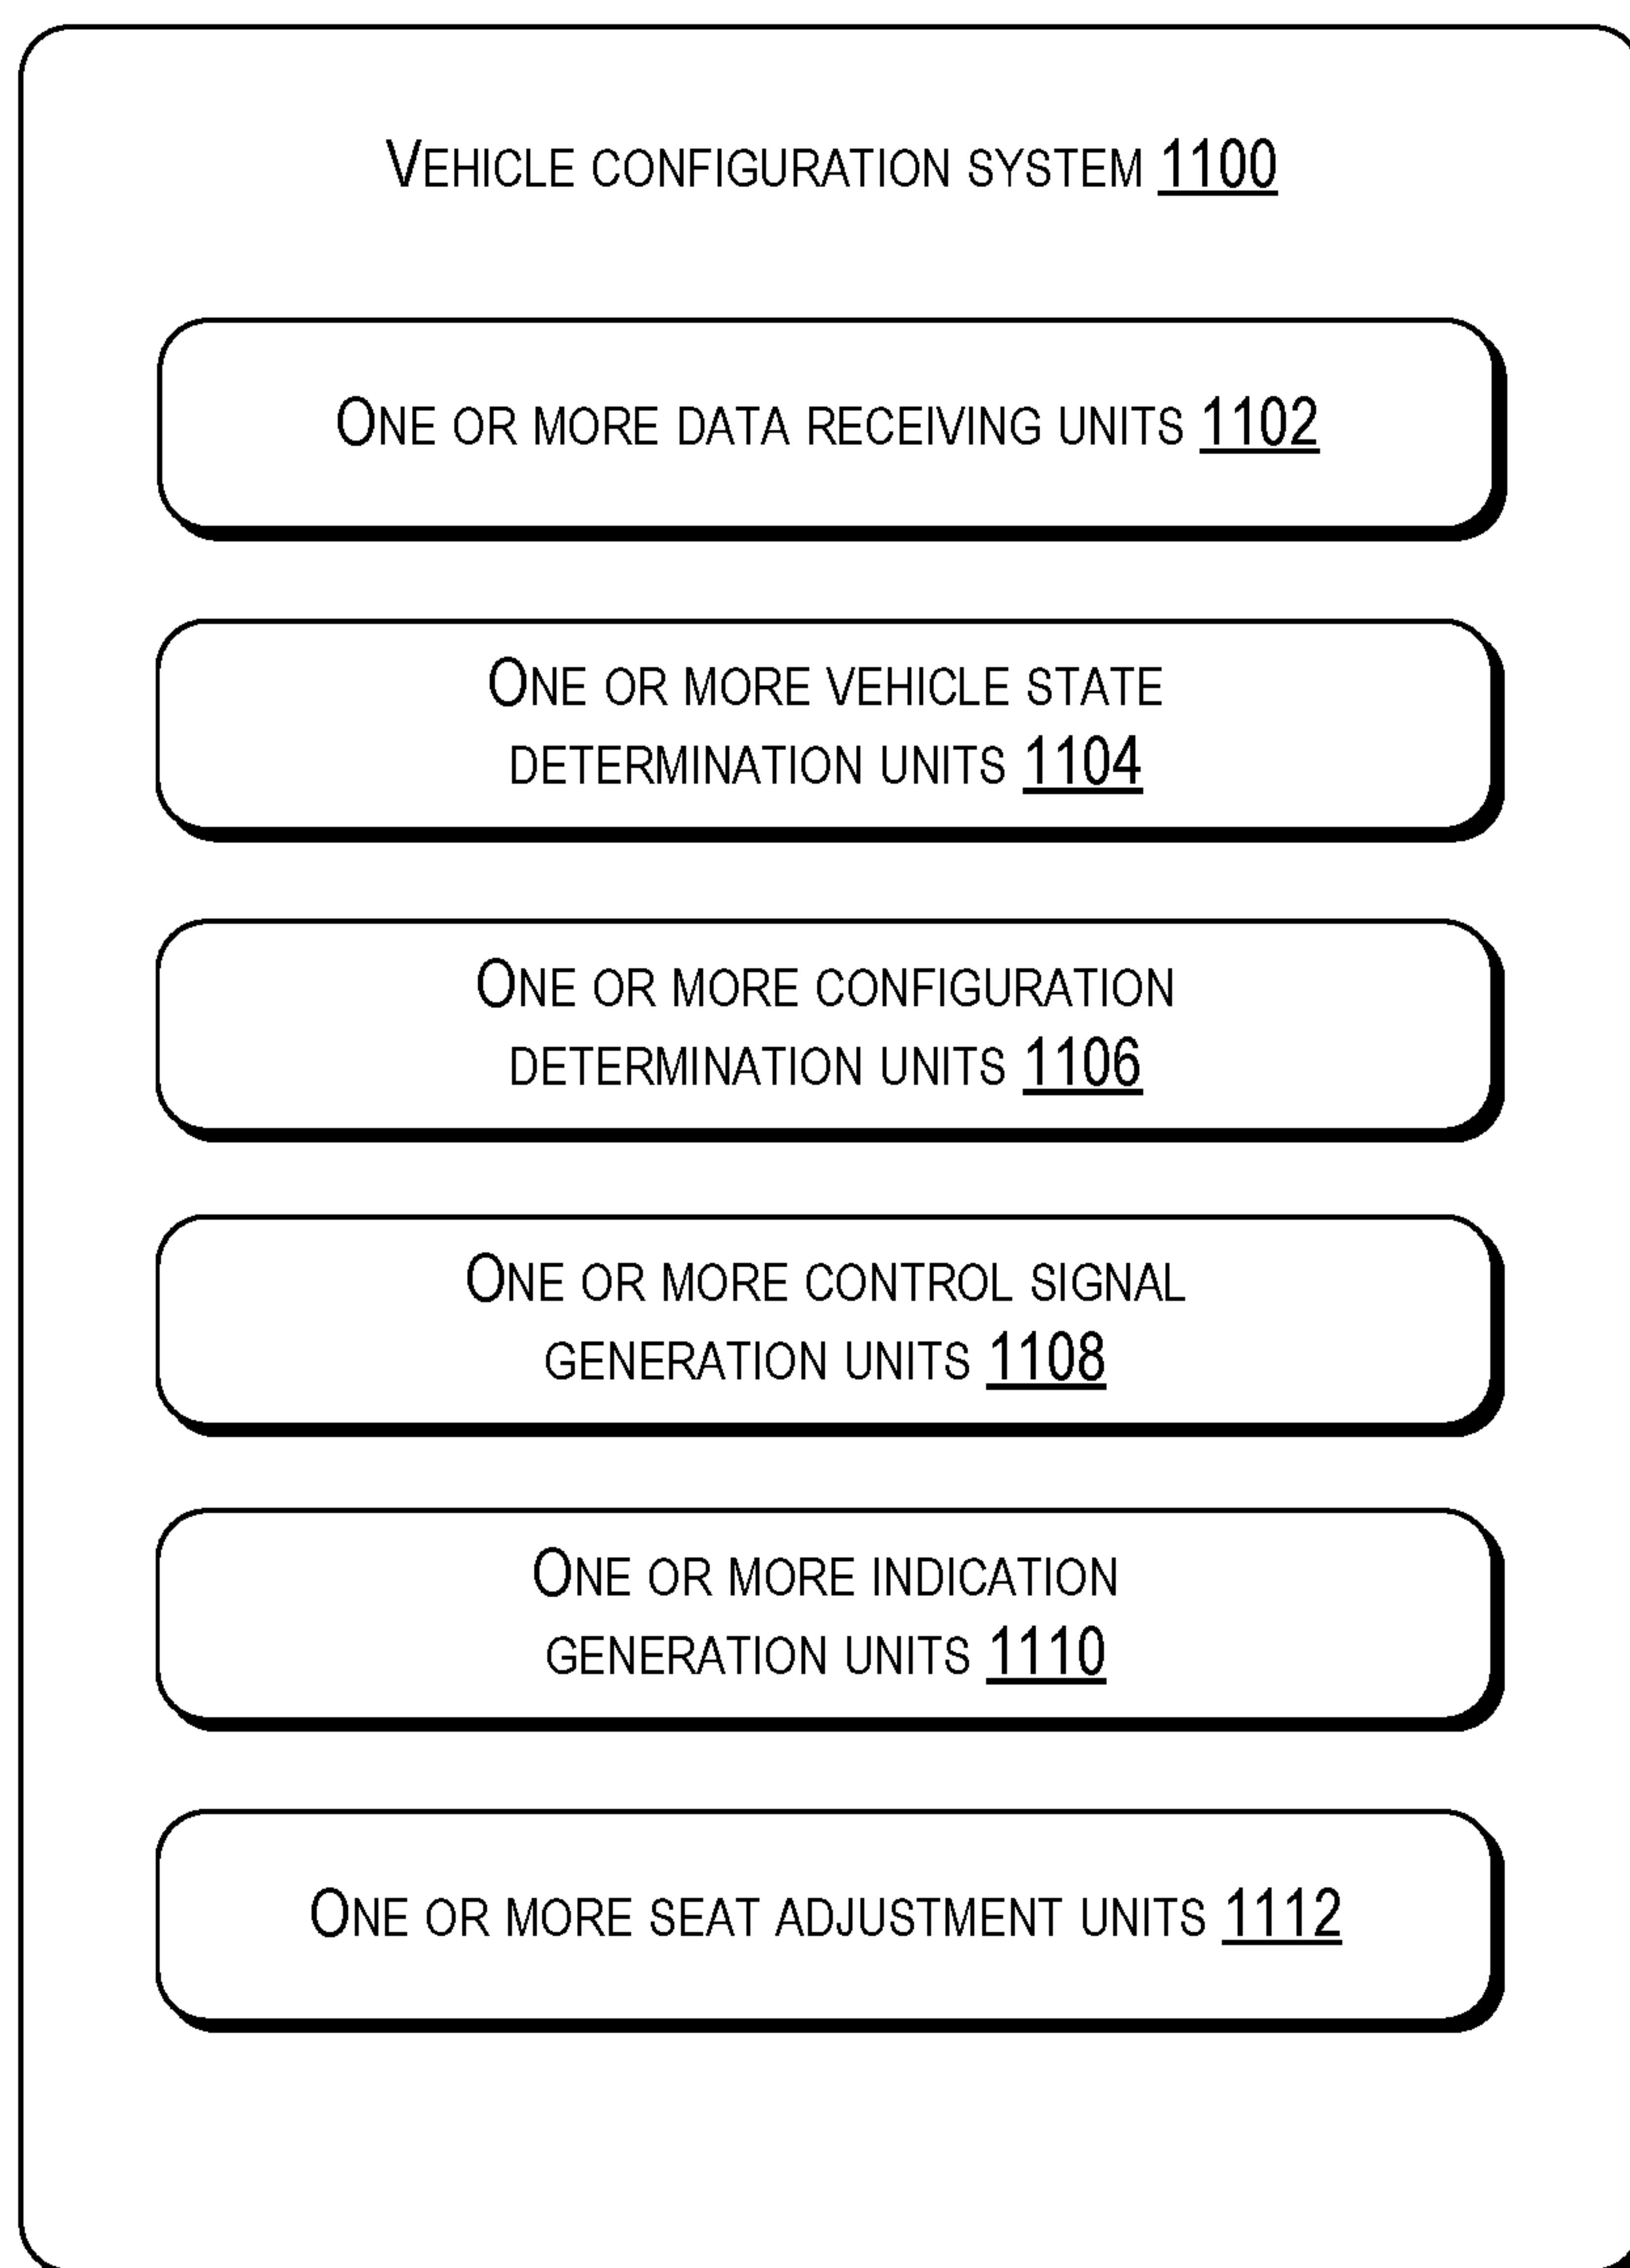 VEHICLE CONFIGURATION SYSTEM 1100
ONE OR MORE DATA RECEIVING UNITS 1102
ONE OR MORE VEHICLE STATE
DETERMINATION UNITS 1104
ONE OR MORE CONFIGURATION
DETERMINATION UNITS 1106
ONE OR MORE CONTROL SIGNAL
GENERATION UNITS 1108
ONE OR MORE INDICATION
GENERATION UNITS 1110
ONE OR MORE SEAT ADJUSTMENT UNITS 1112